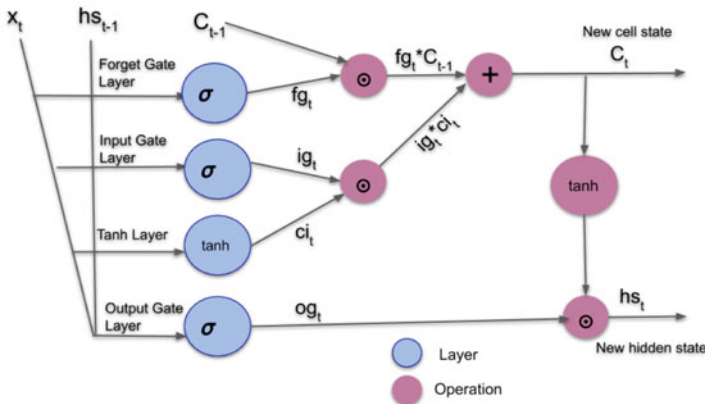 x_t hs_t-1
C_t-1
New cell state
C_t
Forget Gate
Layer
σ
fg_t
⊙
fg_t*C_t-1
+
Input Gate
Layer
σ
ig_t
⊙
ig_t*ci_t
tanh
Tanh Layer
tanh
ci_t
Output Gate
Layer
σ
og_t
⊙
hs_t
New hidden state
Layer
Operation